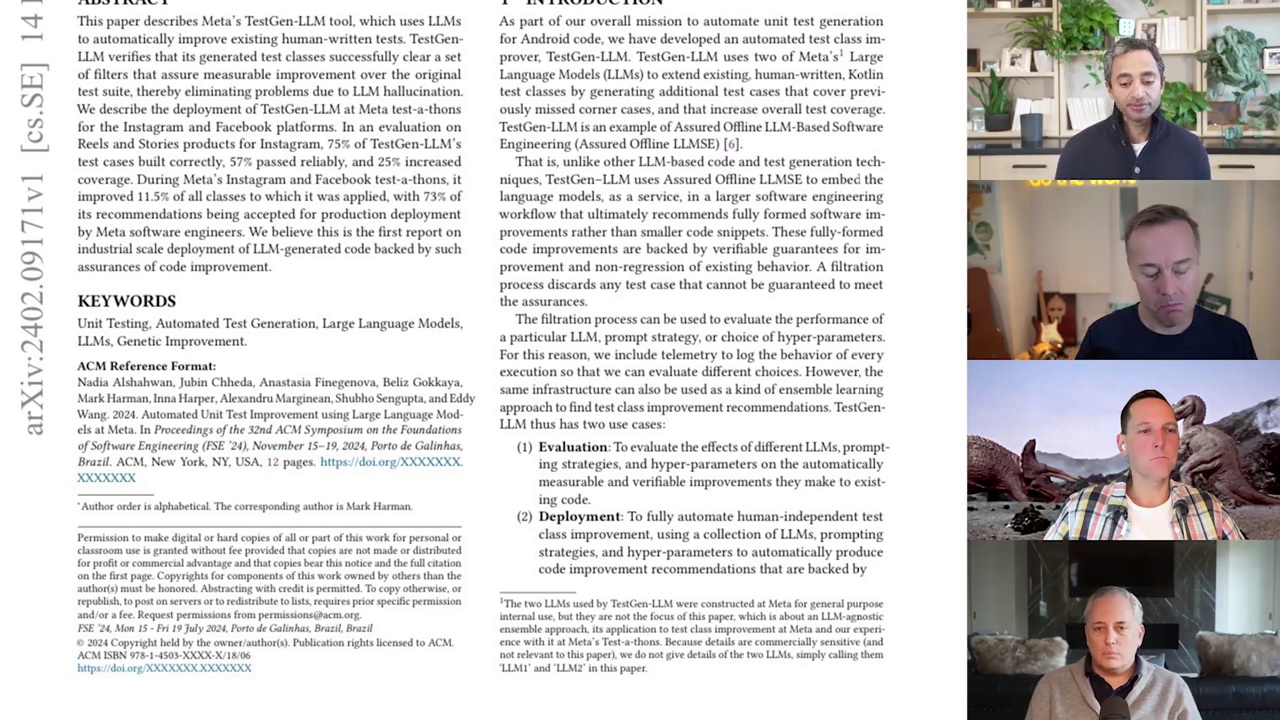 arXiv:2402.09171v1 [cs.SE] 14
ABSTRACT
This paper describes Meta's TestGen-LLM tool, which uses LLMs
to automatically improve existing human-written tests. TestGen-
LLM verifies that its generated test classes successfully clear a set
of filters that assure measurable improvement over the original
test suite, thereby eliminating problems due to LLM hallucination.
We describe the deployment of TestGen-LLM at Meta test-a-thons
for the Instagram and Facebook platforms. In an evaluation on
Reels and Stories products for Instagram, 75% of TestGen-LLM's
test cases built correctly, 57% passed reliably, and 25% increased
coverage. During Meta's Instagram and Facebook test-a-thons, it
improved 11.5% of all classes to which it was applied, with 73% of
its recommendations being accepted for production deployment
by Meta software engineers. We believe this is the first report on
industrial scale deployment of LLM-generated code backed by such
assurances of code improvement.
KEYWORDS
Unit Testing, Automated Test Generation, Large Language Models,
LLMs, Genetic Improvement.
ACM Reference Format:
Nadia Alshahwan, Jubin Chheda, Anastasia Finegenova, Beliz Gokkaya,
Mark Harman, Inna Harper, Alexandru Marginean, Shubho Sengupta, and Eddy
Wang. 2024. Automated Unit Test Improvement using Large Language Mod-
els at Meta. In Proceedings of the 32nd ACM Symposium on the Foundations
of Software Engineering (FSE '24), November 15–19, 2024, Porto de Galinhas,
Brazil. ACM, New York, NY, USA, 12 pages. https://doi.org/XXXXXXX.
XXXXXXX
*Author order is alphabetical. The corresponding author is Mark Harman.
Permission to make digital or hard copies of all or part of this work for personal or
classroom use is granted without fee provided that copies are not made or distributed
for profit or commercial advantage and that copies bear this notice and the full citation
on the first page. Copyrights for components of this work owned by others than the
author(s) must be honored. Abstracting with credit is permitted. To copy otherwise, or
republish, to post on servers or to redistribute to lists, requires prior specific permission
and/or a fee. Request permissions from permissions@acm.org.
FSE '24, Mon 15 - Fri 19 July 2024, Porto de Galinhas, Brazil, Brazil
© 2024 Copyright held by the owner/author(s). Publication rights licensed to ACM.
ACM ISBN 978-1-4503-XXXX-X/18/06
https://doi.org/XXXXXXX.XXXXXXX
1 INTRODUCTION
As part of our overall mission to automate unit test generation
for Android code, we have developed an automated test class im-
prover, TestGen-LLM. TestGen-LLM uses two of Meta's1 Large
Language Models (LLMs) to extend existing, human-written, Kotlin
test classes by generating additional test cases that cover previ-
ously missed corner cases, and that increase overall test coverage.
TestGen-LLM is an example of Assured Offline LLM-Based Software
Engineering (Assured Offline LLMSE) [6].
That is, unlike other LLM-based code and test generation tech-
niques, TestGen–LLM uses Assured Offline LLMSE to embed the
language models, as a service, in a larger software engineering
workflow that ultimately recommends fully formed software im-
provements rather than smaller code snippets. These fully-formed
code improvements are backed by verifiable guarantees for im-
provement and non-regression of existing behavior. A filtration
process discards any test case that cannot be guaranteed to meet
the assurances.
The filtration process can be used to evaluate the performance of
a particular LLM, prompt strategy, or choice of hyper-parameters.
For this reason, we include telemetry to log the behavior of every
execution so that we can evaluate different choices. However, the
same infrastructure can also be used as a kind of ensemble learning
approach to find test class improvement recommendations. TestGen-
LLM thus has two use cases:
(1) Evaluation: To evaluate the effects of different LLMs, prompt-
ing strategies, and hyper-parameters on the automatically
measurable and verifiable improvements they make to exist-
ing code.
(2) Deployment: To fully automate human-independent test
class improvement, using a collection of LLMs, prompting
strategies, and hyper-parameters to automatically produce
code improvement recommendations that are backed by
1The two LLMs used by TestGen-LLM were constructed at Meta for general purpose
internal use, but they are not the focus of this paper, which is about an LLM-agnostic
ensemble approach, its application to test class improvement at Meta and our experi-
ence with it at Meta's Test-a-thons. Because details are commercially sensitive (and
not relevant to this paper), we do not give details of the two LLMs, simply calling them
'LLM1' and 'LLM2' in this paper.